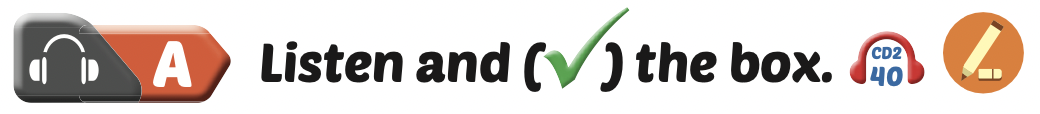 A Listen and (✓) the box. CD2
40